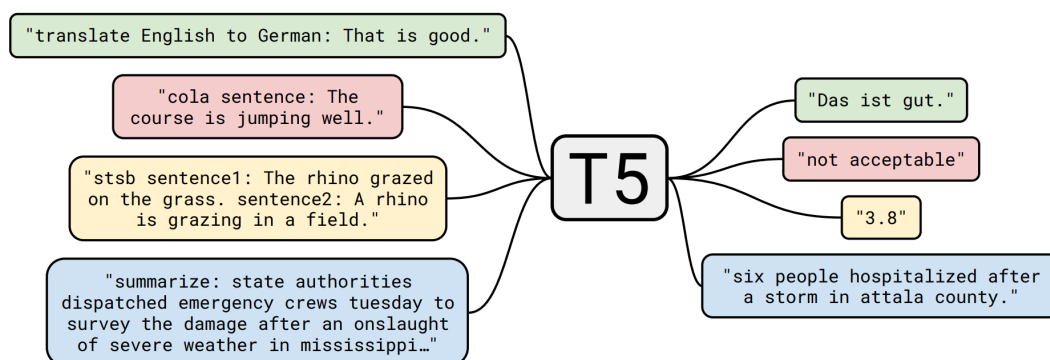 "translate English to German: That is good."
"cola sentence: The
course is jumping well."
"stsb sentence1: The rhino grazed
on the grass. sentence2: A rhino
is grazing in a field."
"summarize: state authorities
dispatched emergency crews tuesday to
survey the damage after an onslaught
of severe weather in mississippi…"
T5
"Das ist gut."
"not acceptable"
"3.8"
"six people hospitalized after
a storm in attala county."